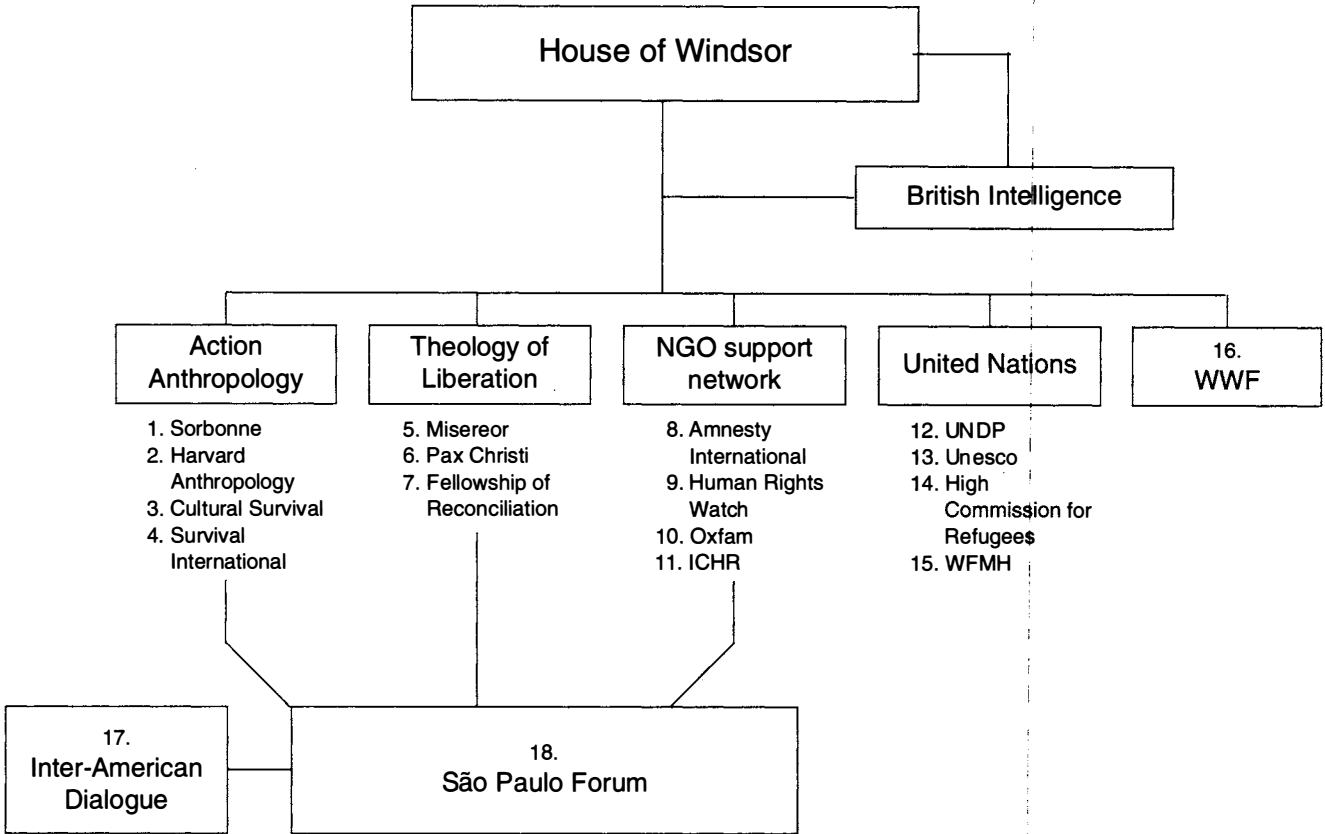 House of Windsor
British Intelligence
Action
Anthropology
1. Sorbonne
2. Harvard
Anthropology
3. Cultural Survival
4. Survival
International
Theology of
Liberation
5. Misereor
6. Pax Christi
7. Fellowship of
Reconciliation
NGO support
network
8. Amnesty
International
9. Human Rights
Watch
10. Oxfam
11. ICHR
United Nations
12. UNDP
13. Unesco
14. High
Commission for
Refugees
15. WFMH
16.
WWF
17.
Inter-American
Dialogue
18.
São Paulo Forum